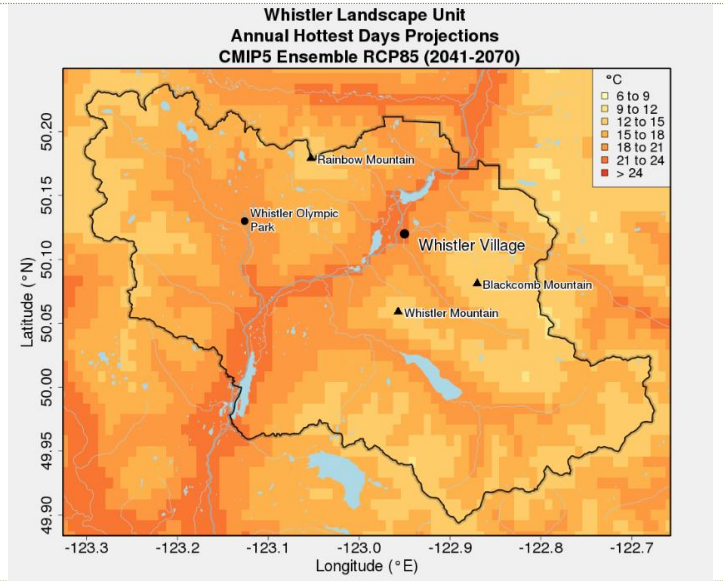 Whistler Landscape Unit
Annual Hottest Days Projections
CMIP5 Ensemble RCP85 (2041-2070)
°C
6 to 9
9 to 12
12 to 15
15 to 18
18 to 21
21 to 24
> 24
Rainbow Mountain
Whistler Olympic
Park
Whistler Village
Blackcomb Mountain
Whistler Mountain
Latitude (°N)
50.20
50.15
50.10
50.05
50.00
49.95
49.90
-123.3
-123.2
-123.1
-123.0
-122.9
-122.8
-122.7
Longitude (°E)